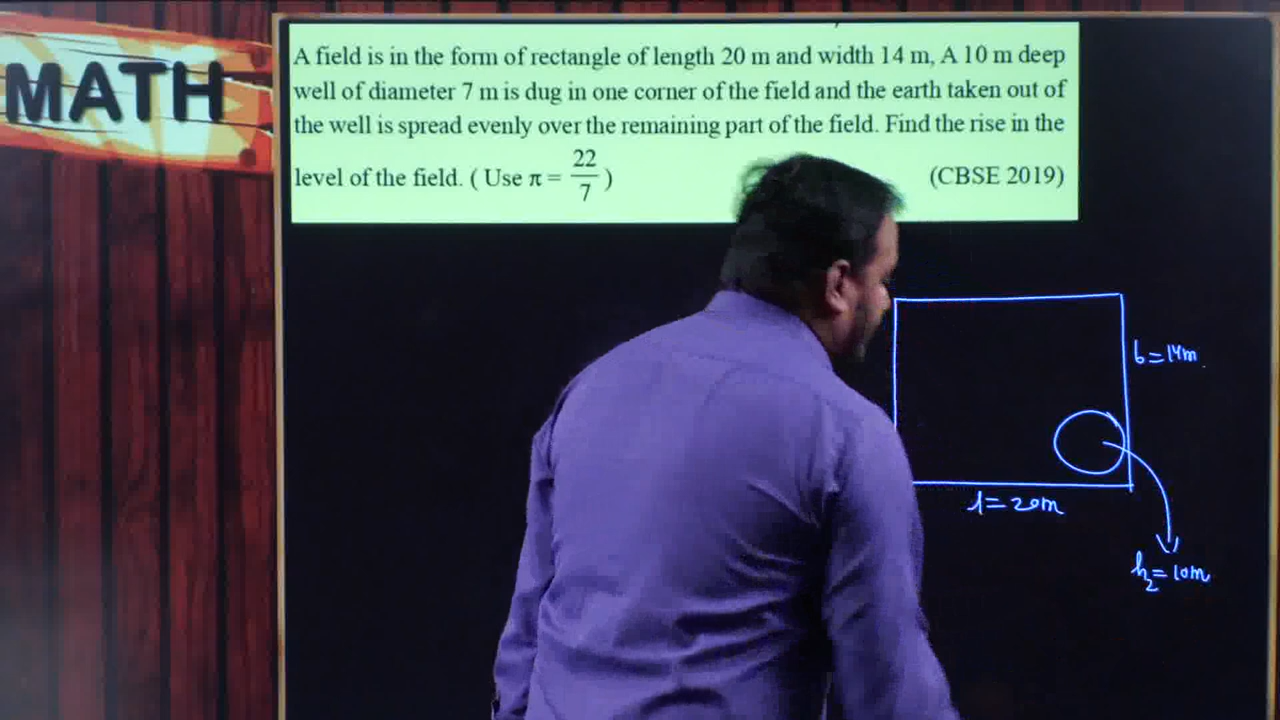 MATH
A field is in the form of rectangle of length 20 m and width 14 m, A 10 m deep
well of diameter 7 m is dug in one corner of the field and the earth taken out of
the well is spread evenly over the remaining part of the field. Find the rise in the
level of the field. ( Use π = 22/7 ) (CBSE 2019)
b = 14m
l = 20m
h₂ = 10m